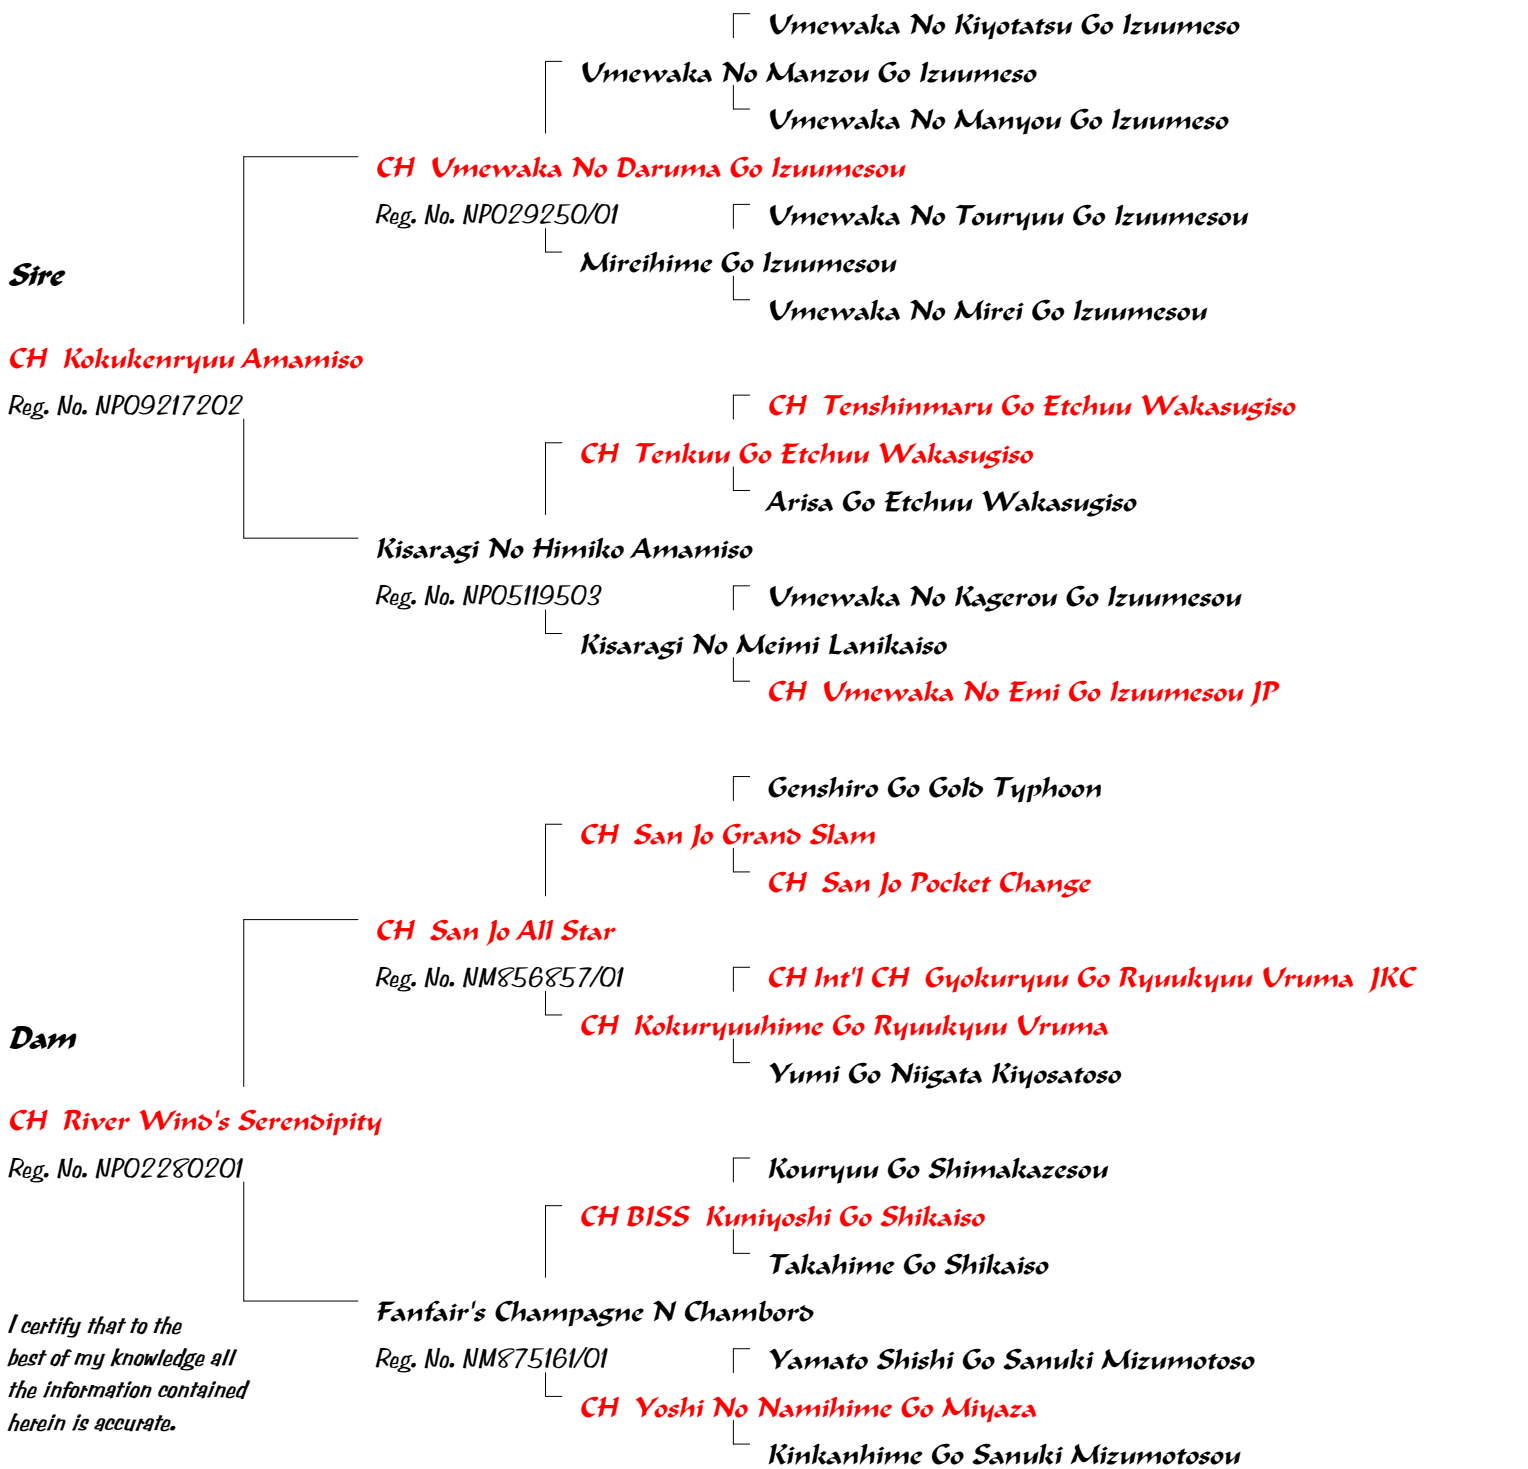 Umewaka No Kiyotatsu Go Izuumeso
Umewaka No Manzou Go Izuumeso
Umewaka No Manyou Go Izuumeso
CH Umewaka No Daruma Go Izuumesou
Reg. No. NP029250/01
Umewaka No Touryuu Go Izuumesou
Mireihime Go Izuumesou
Sire
Umewaka No Mirei Go Izuumesou
CH Kokukenryuu Amamiso
Reg. No. NP09217202
CH Tenshinmaru Go Etchuu Wakasugiso
CH Tenkuu Go Etchuu Wakasugiso
Arisa Go Etchuu Wakasugiso
Kisaragi No Himiko Amamiso
Reg. No. NP05119503
Umewaka No Kagerou Go Izuumesou
Kisaragi No Meimi Lanikaiso
CH Umewaka No Emi Go Izuumesou JP
Genshiro Go Gold Typhoon
CH San Jo Grand Slam
CH San Jo Pocket Change
CH San Jo All Star
Reg. No. NM856857/01
CH Int'l CH Gyokuryuu Go Ryuukyuu Uruma JKC
CH Kokuryuuhime Go Ryuukyuu Uruma
Dam
Yumi Go Niigata Kiyosatoso
CH River Wind's Serendipity
Reg. No. NP02280201
Kouryuu Go Shimakazesou
CH BISS Kuniyoshi Go Shikaiso
Takahime Go Shikaiso
Fanfair's Champagne N Chambord
Reg. No. NM875161/01
Yamato Shishi Go Sanuki Mizumotoso
CH Yoshi No Namihime Go Miyaza
Kinkanhime Go Sanuki Mizumotosou
I certify that to the
best of my knowledge all
the information contained
herein is accurate.